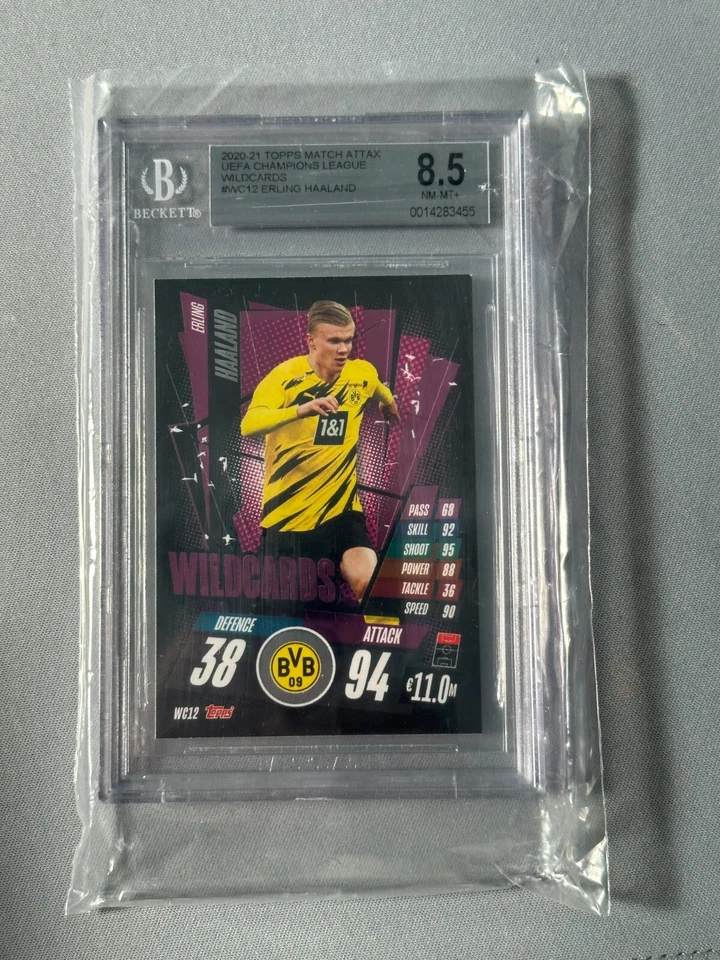 BECKETT®
2020-21 TOPPS MATCH ATTAX
UEFA CHAMPIONS LEAGUE
WILDCARDS
#WC12 ERLING HAALAND
8.5
NM-MT+
0014283455
ERLING
HAALAND
1&1
PASS 68
SKILL 92
SHOOT 95
POWER 88
TACKLE 36
SPEED 90
WILDCARDS
DEFENCE
38
BVB
09
ATTACK
94
€11.0M
WC12 Topps